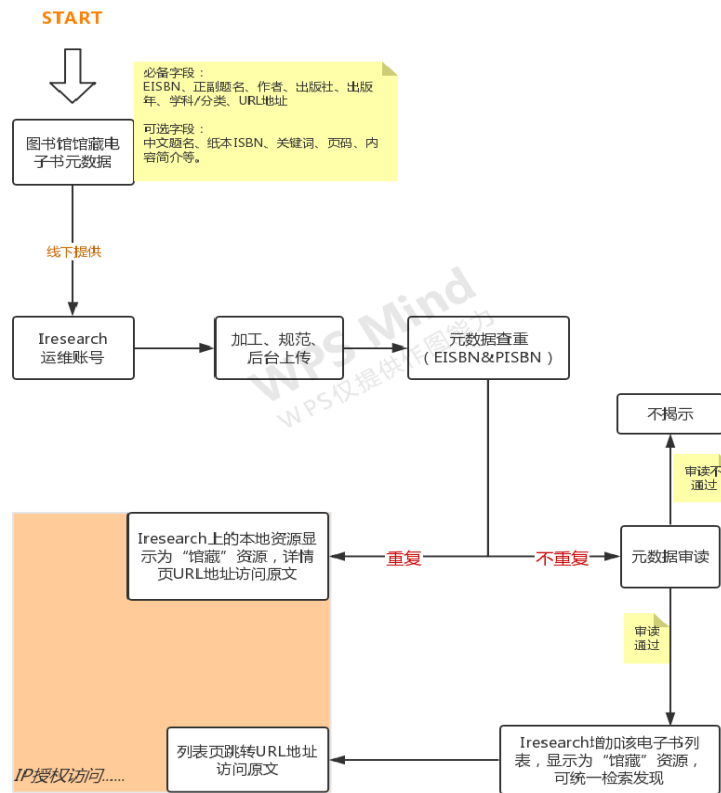 START
必备字段：
EISBN、正副题名、作者、出版社、出版
年、学科/分类、URL地址
可选字段：
中文题名、纸本ISBN、关键词、页码、内
容简介等。
图书馆馆藏电
子书元数据
线下提供
Iresearch
运维账号
加工、规范、
后台上传
元数据查重
（EISBN&PISBN）
WPS Mind
WPS仅提供作图能力
不揭示
审读不
通过
Iresearch上的本地资源显
示为“馆藏”资源，详情
页URL地址访问原文
重复
不重复
元数据审读
审读
通过
列表页跳转URL地址
访问原文
Iresearch增加该电子书列
表，显示为“馆藏”资源，
可统一检索发现
IP授权访问......